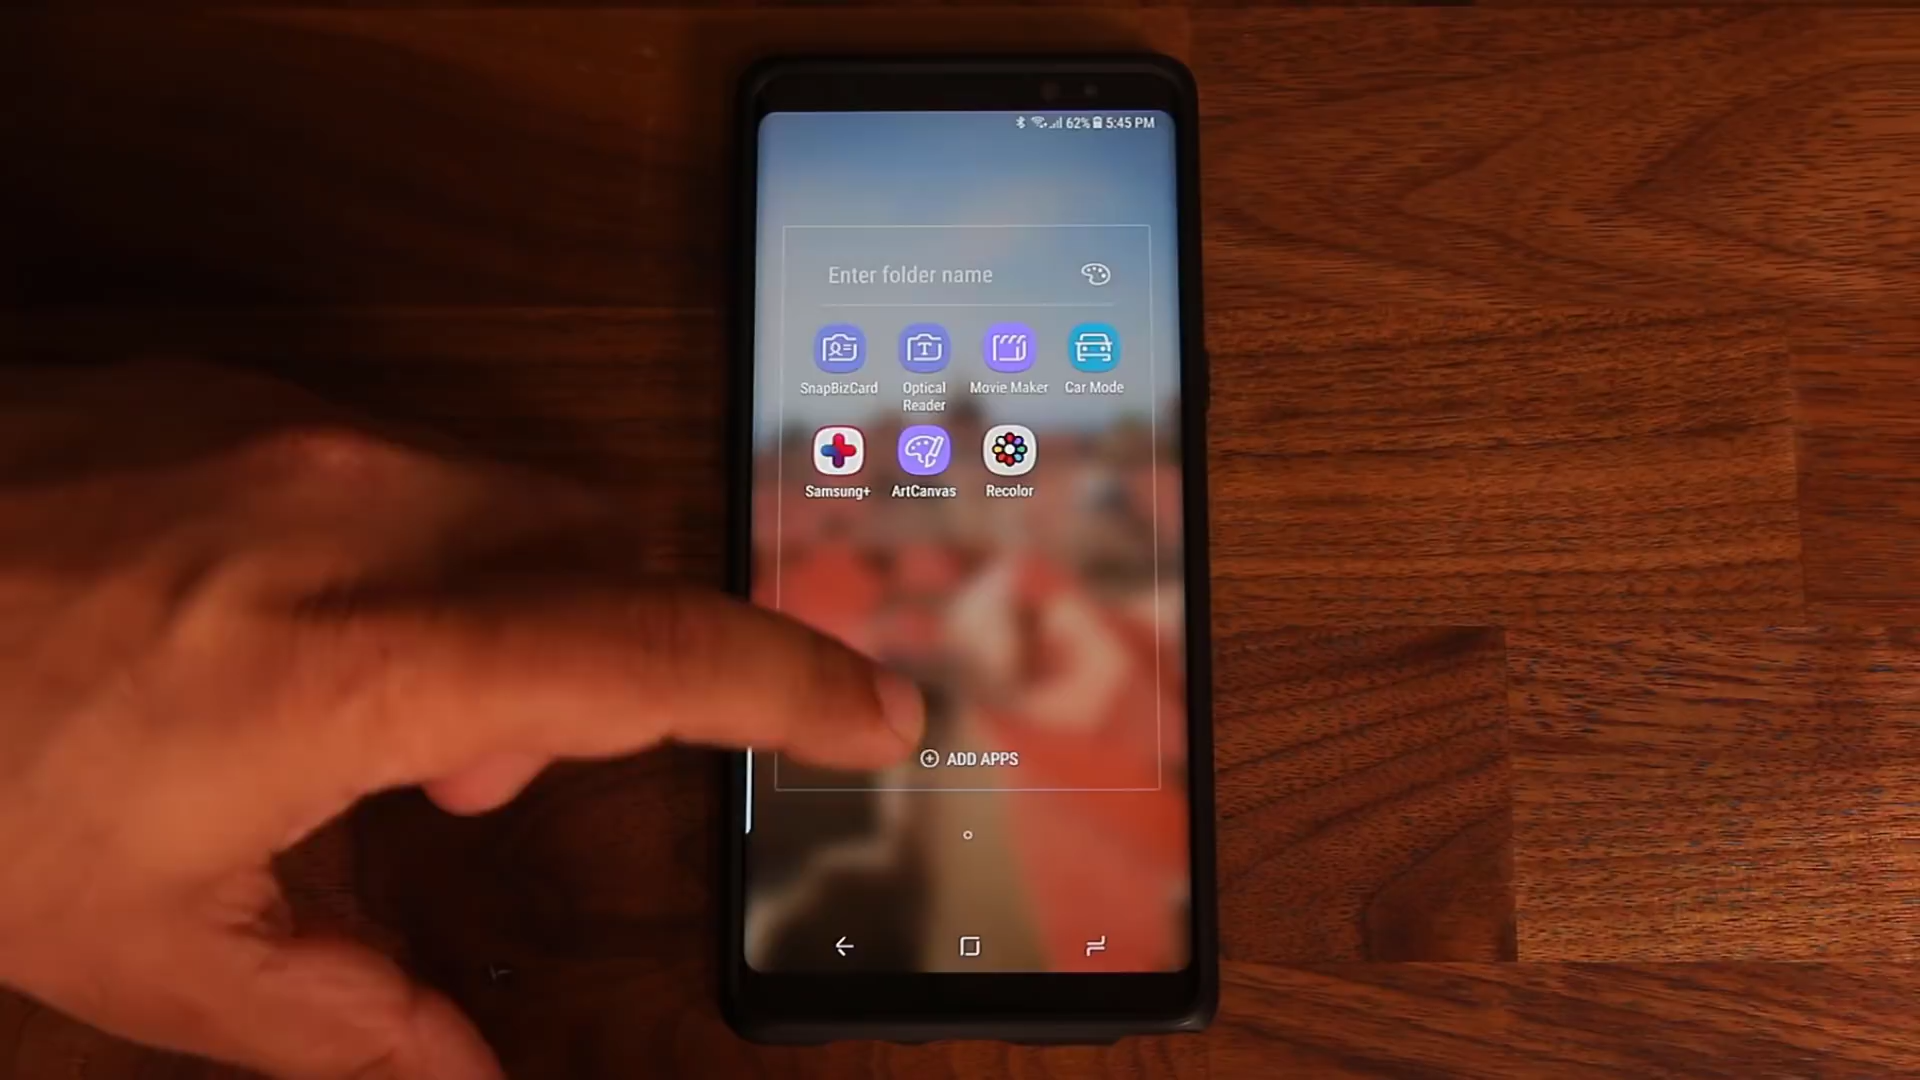 62% 5:45 PM
Enter folder name
SnapBizCard Optical Reader Movie Maker Car Mode
Samsung+ ArtCanvas Recolor
ADD APPS